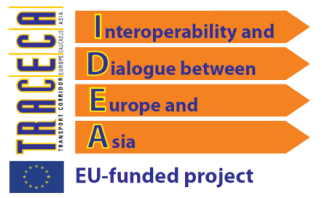 TRACECA
TRANSPORT CORRIDOR EUROPE CAUCASUS ASIA
Interoperability and
Dialogue between
Europe and
Asia
EU-funded project